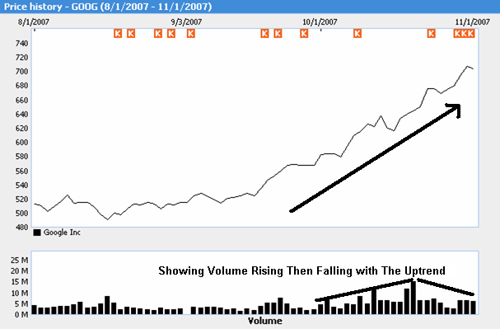 Price history - GOOG (8/1/2007 - 11/1/2007)
8/1/2007 9/3/2007 10/1/2007 11/1/2007
K K K K K K K K K K K K K
740
720
700
680
660
640
620
600
580
560
540
520
500
480
Google Inc
25 M
20 M
15 M
10 M
5 M
0 M
Showing Volume Rising Then Falling with The Uptrend
Volume